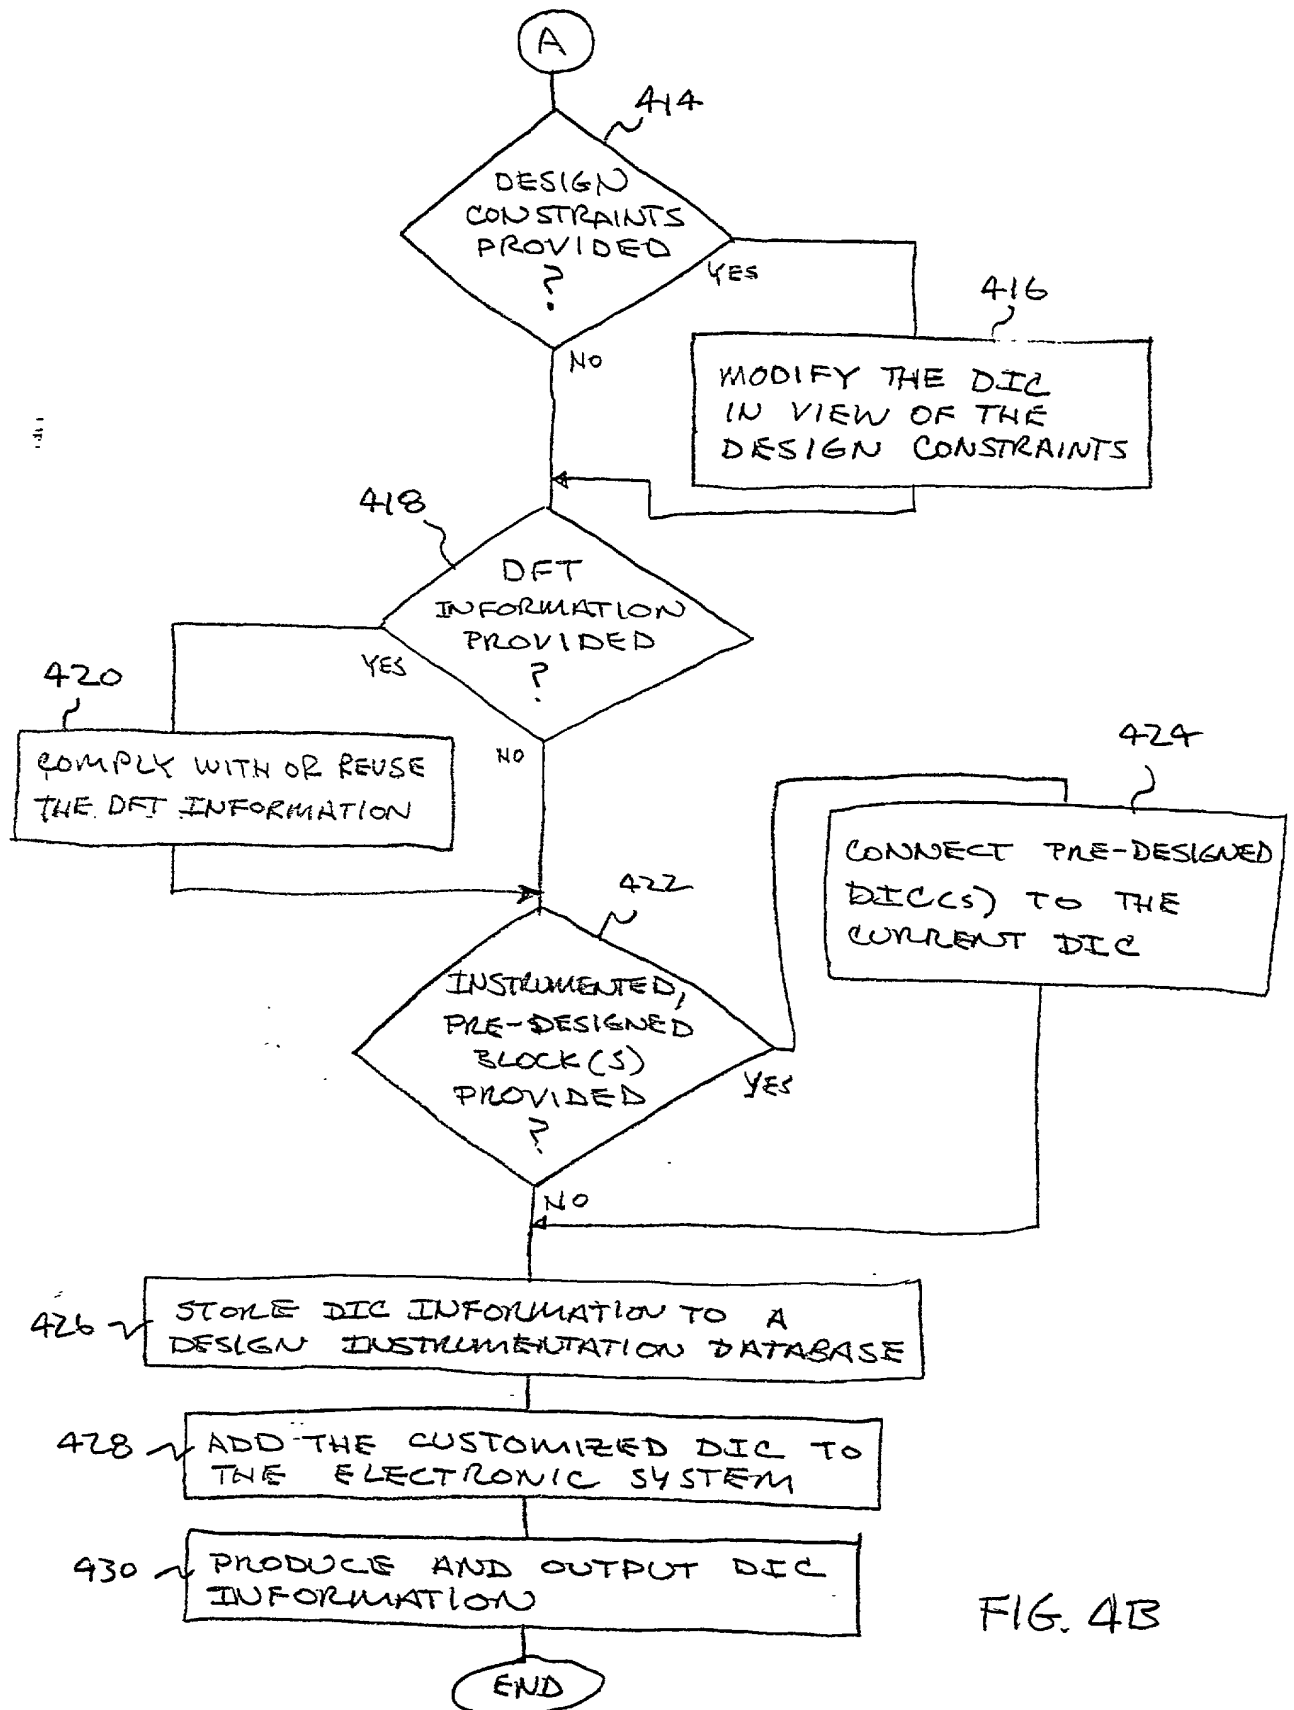 A
414
DESIGN
CONSTRAINTS
PROVIDED
?
YES
NO
416
MODIFY THE DIC
IN VIEW OF THE
DESIGN CONSTRAINTS
418
DFT
INFORMATION
PROVIDED
?
YES
NO
420
COMPLY WITH OR REUSE
THE DFT INFORMATION
422
INSTRUMENTED,
PRE-DESIGNED
BLOCK(S)
PROVIDED
?
YES
NO
424
CONNECT PRE-DESIGNED
DIC(S) TO THE
CURRENT DIC
426
STORE DIC INFORMATION TO A
DESIGN INSTRUMENTATION DATABASE
428
ADD THE CUSTOMIZED DIC TO
THE ELECTRONIC SYSTEM
430
PRODUCE AND OUTPUT DIC
INFORMATION
END
FIG. 4B